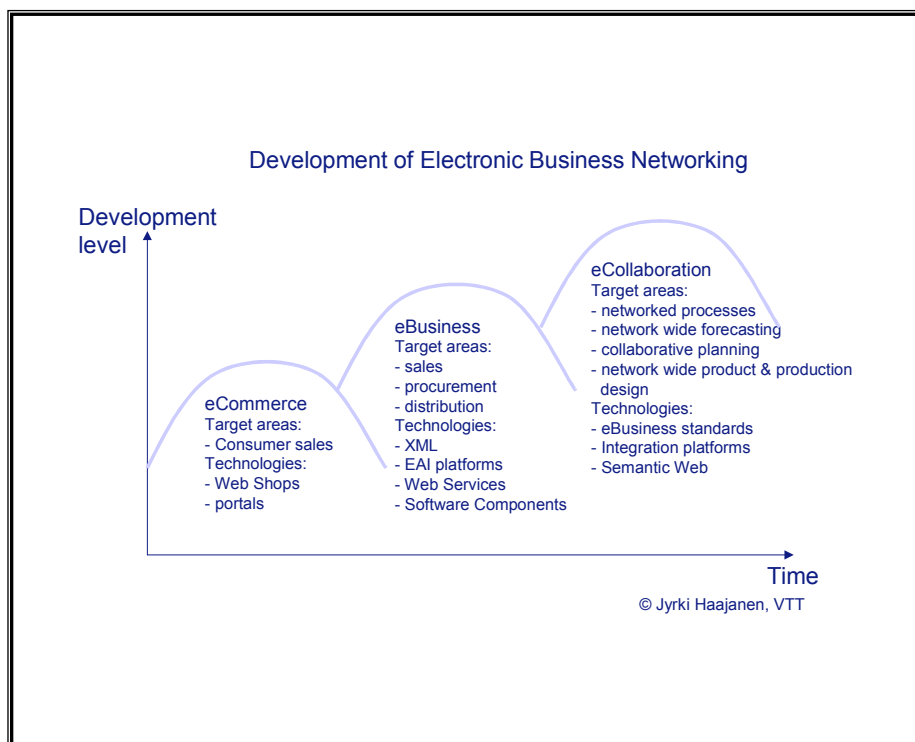 Development of Electronic Business Networking
Development
level
eCommerce
Target areas:
- Consumer sales
Technologies:
- Web Shops
- portals
eBusiness
Target areas:
- sales
- procurement
- distribution
Technologies:
- XML
- EAI platforms
- Web Services
- Software Components
eCollaboration
Target areas:
- networked processes
- network wide forecasting
- collaborative planning
- network wide product & production
design
Technologies:
- eBusiness standards
- Integration platforms
- Semantic Web
Time
© Jyrki Haajanen, VTT